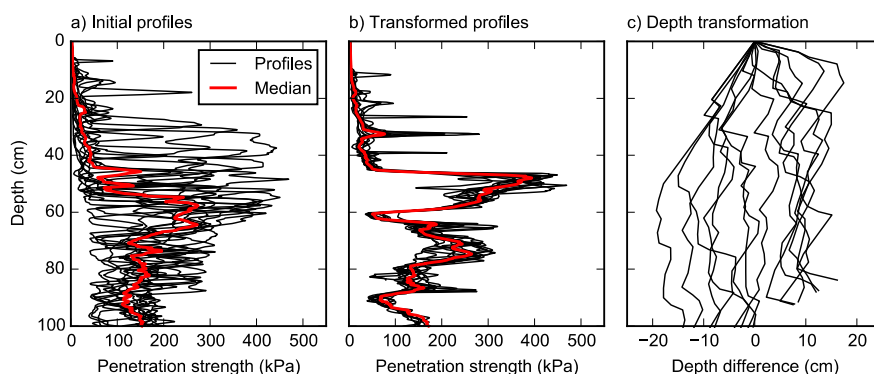 a) Initial profiles
b) Transformed profiles
c) Depth transformation
Profiles
Median
Depth (cm)
0
20
40
60
80
100
0 100 200 300 400 500
0 100 200 300 400 500
−20 −10 0 10 20
Penetration strength (kPa)
Penetration strength (kPa)
Depth difference (cm)